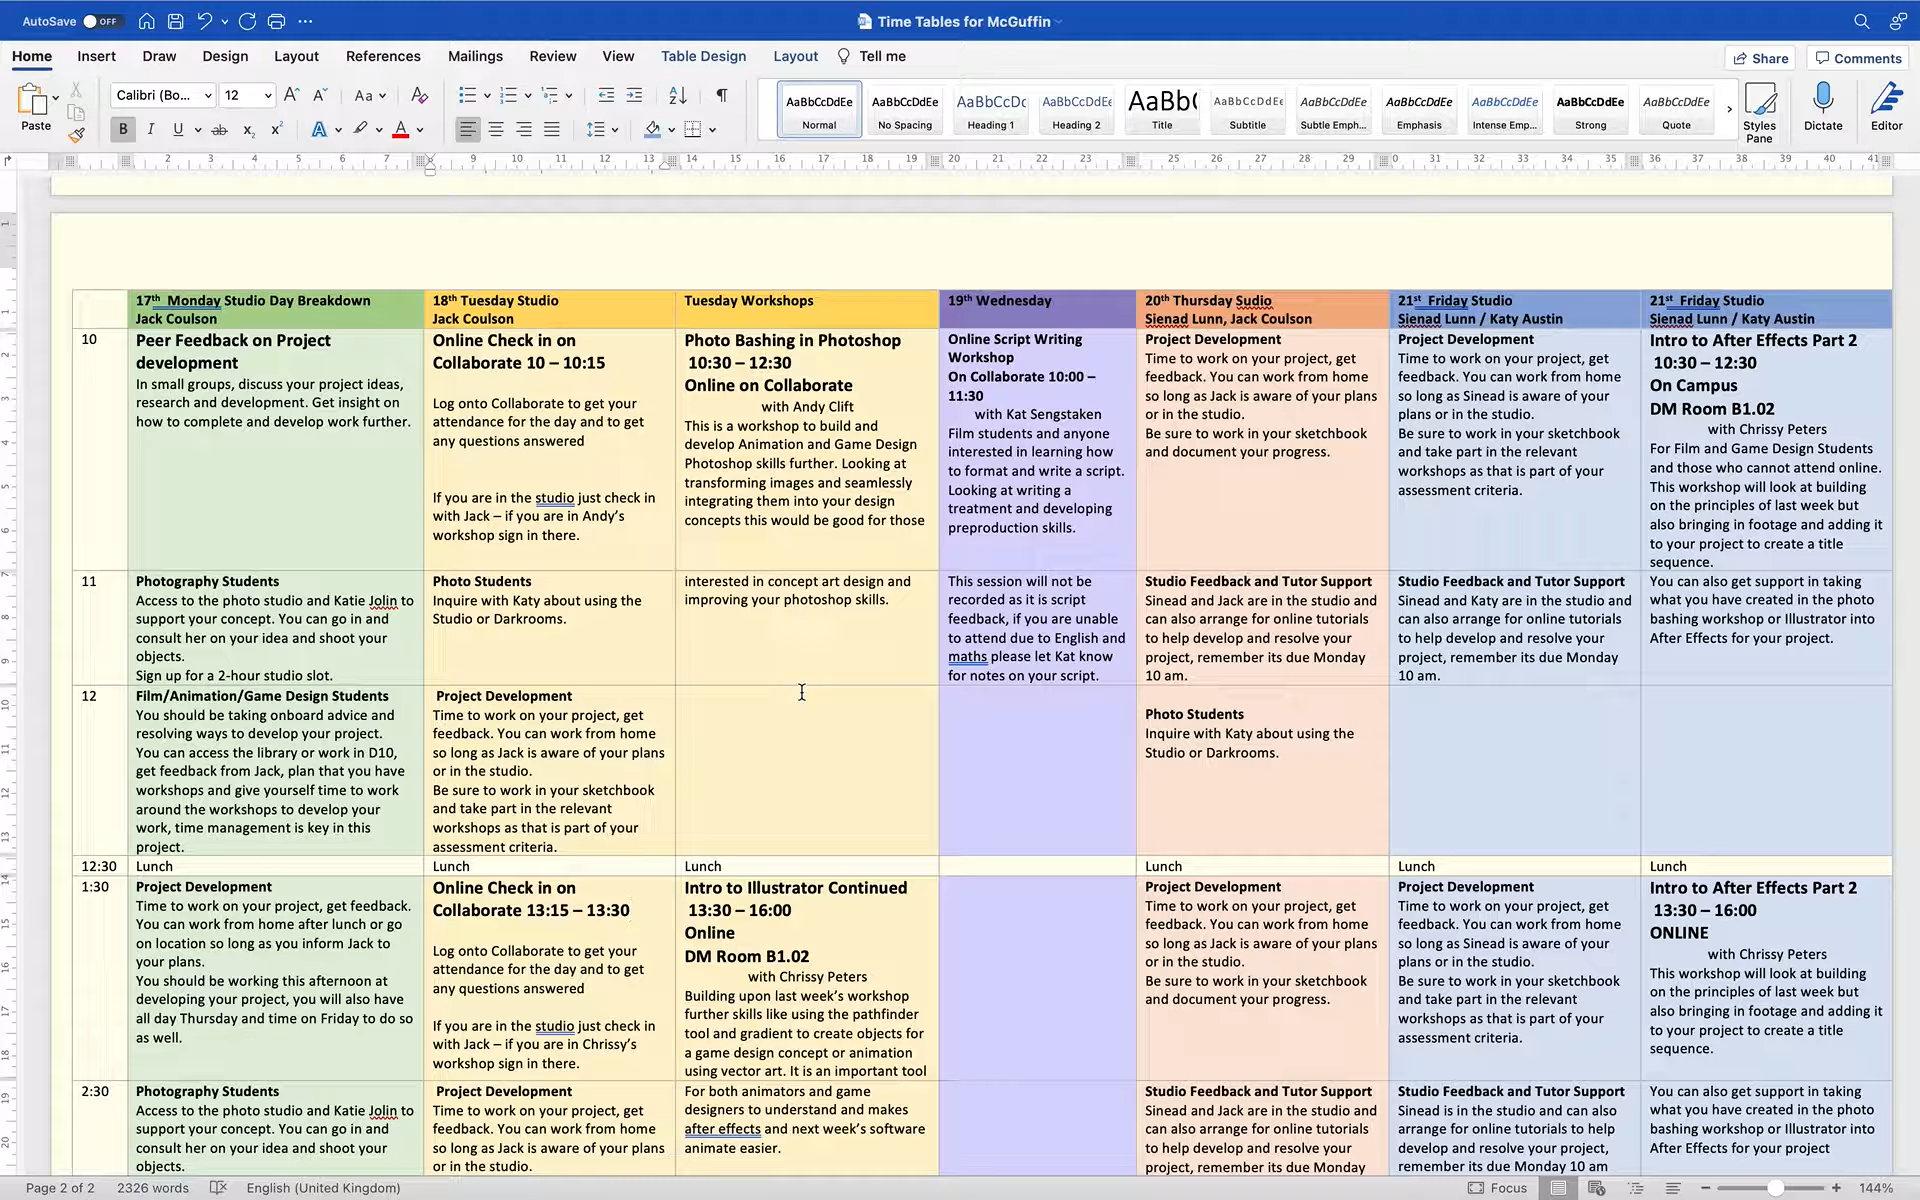 AutoSave OFF
Time Tables for McGuffin
Home Insert Draw Design Layout References Mailings Review View Table Design Layout Tell me
Share Comments
Paste
Calibri (Bo... 12
Aa
AaBbCcDdEe Normal
AaBbCcDdEe No Spacing
AaBbCcDc Heading 1
AaBbCcDdEe Heading 2
AaBb( Title
AaBbCcDdEe Subtitle
AaBbCcDdEe Subtle Emph...
AaBbCcDdEe Emphasis
AaBbCcDdEe Intense Emp...
AaBbCcDdEe Strong
AaBbCcDdEe Quote
Styles Pane
Dictate
Editor
17th Monday Studio Day Breakdown
Jack Coulson
18th Tuesday Studio
Jack Coulson
Tuesday Workshops
19th Wednesday
20th Thursday Sudio
Sienad Lunn, Jack Coulson
21st Friday Studio
Sienad Lunn / Katy Austin
21st Friday Studio
Sienad Lunn / Katy Austin
10
Peer Feedback on Project
development
In small groups, discuss your project ideas,
research and development. Get insight on
how to complete and develop work further.
Online Check in on
Collaborate 10 – 10:15
Log onto Collaborate to get your
attendance for the day and to get
any questions answered
If you are in the studio just check in
with Jack – if you are in Andy’s
workshop sign in there.
Photo Bashing in Photoshop
10:30 – 12:30
Online on Collaborate
with Andy Clift
This is a workshop to build and
develop Animation and Game Design
Photoshop skills further. Looking at
transforming images and seamlessly
integrating them into your design
concepts this would be good for those
Online Script Writing
Workshop
On Collaborate 10:00 –
11:30
with Kat Sengstaken
Film students and anyone
interested in learning how
to format and write a script.
Looking at writing a
treatment and developing
preproduction skills.
Project Development
Time to work on your project, get
feedback. You can work from home
so long as Jack is aware of your plans
or in the studio.
Be sure to work in your sketchbook
and document your progress.
Project Development
Time to work on your project, get
feedback. You can work from home
so long as Sinead is aware of your
plans or in the studio.
Be sure to work in your sketchbook
and take part in the relevant
workshops as that is part of your
assessment criteria.
Intro to After Effects Part 2
10:30 – 12:30
On Campus
DM Room B1.02
with Chrissy Peters
For Film and Game Design Students
and those who cannot attend online.
This workshop will look at building
on the principles of last week but
also bringing in footage and adding it
to your project to create a title
sequence.
11
Photography Students
Access to the photo studio and Katie Jolin to
support your concept. You can go in and
consult her on your idea and shoot your
objects.
Sign up for a 2-hour studio slot.
Photo Students
Inquire with Katy about using the
Studio or Darkrooms.
interested in concept art design and
improving your photoshop skills.
This session will not be
recorded as it is script
feedback, if you are unable
to attend due to English and
maths please let Kat know
for notes on your script.
Studio Feedback and Tutor Support
Sinead and Jack are in the studio and
can also arrange for online tutorials
to help develop and resolve your
project, remember its due Monday
10 am.
Studio Feedback and Tutor Support
Sinead and Katy are in the studio and
can also arrange for online tutorials
to help develop and resolve your
project, remember its due Monday
10 am.
You can also get support in taking
what you have created in the photo
bashing workshop or Illustrator into
After Effects for your project.
12
Film/Animation/Game Design Students
You should be taking onboard advice and
resolving ways to develop your project.
You can access the library or work in D10,
get feedback from Jack, plan that you have
workshops and give yourself time to work
around the workshops to develop your
work, time management is key in this
project.
Project Development
Time to work on your project, get
feedback. You can work from home
so long as Jack is aware of your plans
or in the studio.
Be sure to work in your sketchbook
and take part in the relevant
workshops as that is part of your
assessment criteria.
Photo Students
Inquire with Katy about using the
Studio or Darkrooms.
12:30 Lunch Lunch Lunch Lunch Lunch Lunch
1:30
Project Development
Time to work on your project, get feedback.
You can work from home after lunch or go
on location so long as you inform Jack to
your plans.
You should be working this afternoon at
developing your project, you will also have
all day Thursday and time on Friday to do so
as well.
Online Check in on
Collaborate 13:15 – 13:30
Log onto Collaborate to get your
attendance for the day and to get
any questions answered
If you are in the studio just check in
with Jack – if you are in Chrissy’s
workshop sign in there.
Intro to Illustrator Continued
13:30 – 16:00
Online
DM Room B1.02
with Chrissy Peters
Building upon last week’s workshop
further skills like using the pathfinder
tool and gradient to create objects for
a game design concept or animation
using vector art. It is an important tool
Project Development
Time to work on your project, get
feedback. You can work from home
so long as Jack is aware of your plans
or in the studio.
Be sure to work in your sketchbook
and document your progress.
Project Development
Time to work on your project, get
feedback. You can work from home
so long as Sinead is aware of your
plans or in the studio.
Be sure to work in your sketchbook
and take part in the relevant
workshops as that is part of your
assessment criteria.
Intro to After Effects Part 2
13:30 – 16:00
ONLINE
with Chrissy Peters
This workshop will look at building
on the principles of last week but
also bringing in footage and adding it
to your project to create a title
sequence.
2:30
Photography Students
Access to the photo studio and Katie Jolin to
support your concept. You can go in and
consult her on your idea and shoot your
objects.
Project Development
Time to work on your project, get
feedback. You can work from home
so long as Jack is aware of your plans
or in the studio.
For both animators and game
designers to understand and makes
after effects and next week’s software
animate easier.
Studio Feedback and Tutor Support
Sinead and Jack are in the studio and
can also arrange for online tutorials
to help develop and resolve your
project, remember its due Monday
Studio Feedback and Tutor Support
Sinead is in the studio and can also
arrange for online tutorials to help
develop and resolve your project,
remember its due Monday 10 am
You can also get support in taking
what you have created in the photo
bashing workshop or Illustrator into
After Effects for your project
Page 2 of 2 2326 words English (United Kingdom) Focus 144%